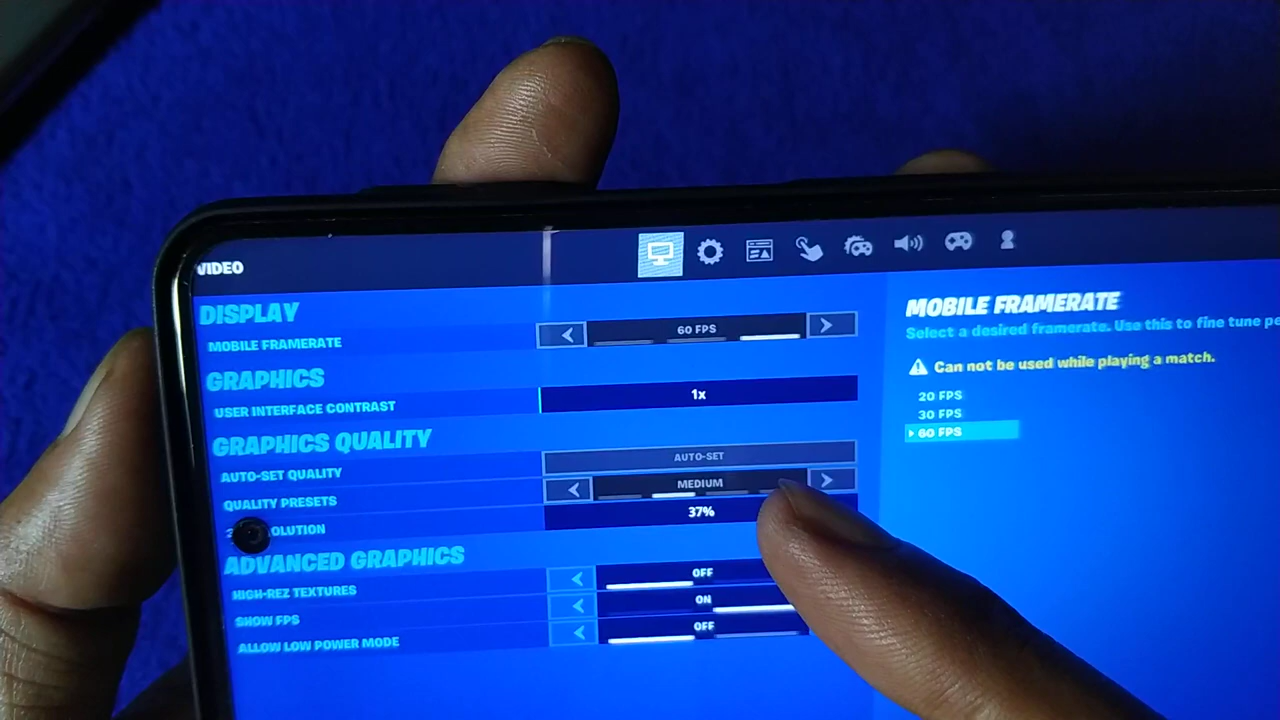 VIDEO
DISPLAY
MOBILE FRAMERATE
60 FPS
GRAPHICS
USER INTERFACE CONTRAST
1x
GRAPHICS QUALITY
AUTO-SET QUALITY
AUTO-SET
QUALITY PRESETS
MEDIUM
37%
ADVANCED GRAPHICS
HIGH-REZ TEXTURES
OFF
SHOW FPS
ON
ALLOW LOW POWER MODE
OFF
MOBILE FRAMERATE
Select a desired framerate. Use this to fine tune
Can not be used while playing a match.
20 FPS
30 FPS
60 FPS